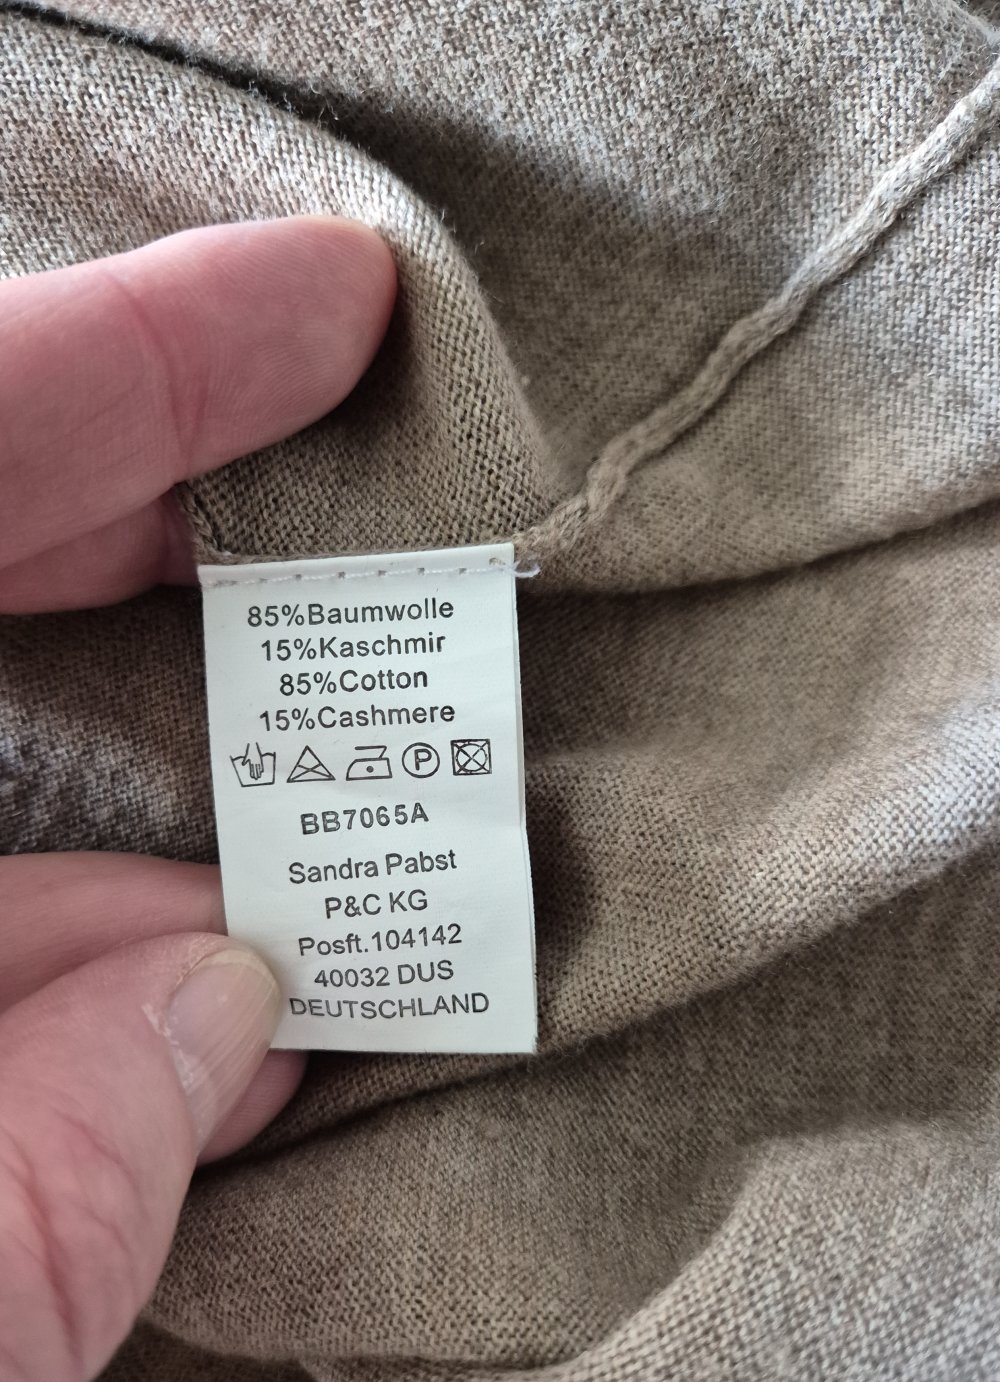 85%Baumwolle
15%Kaschmir
85%Cotton
15%Cashmere
P
BB7065A
Sandra Pabst
P&C KG
Posft.104142
40032 DUS
DEUTSCHLAND